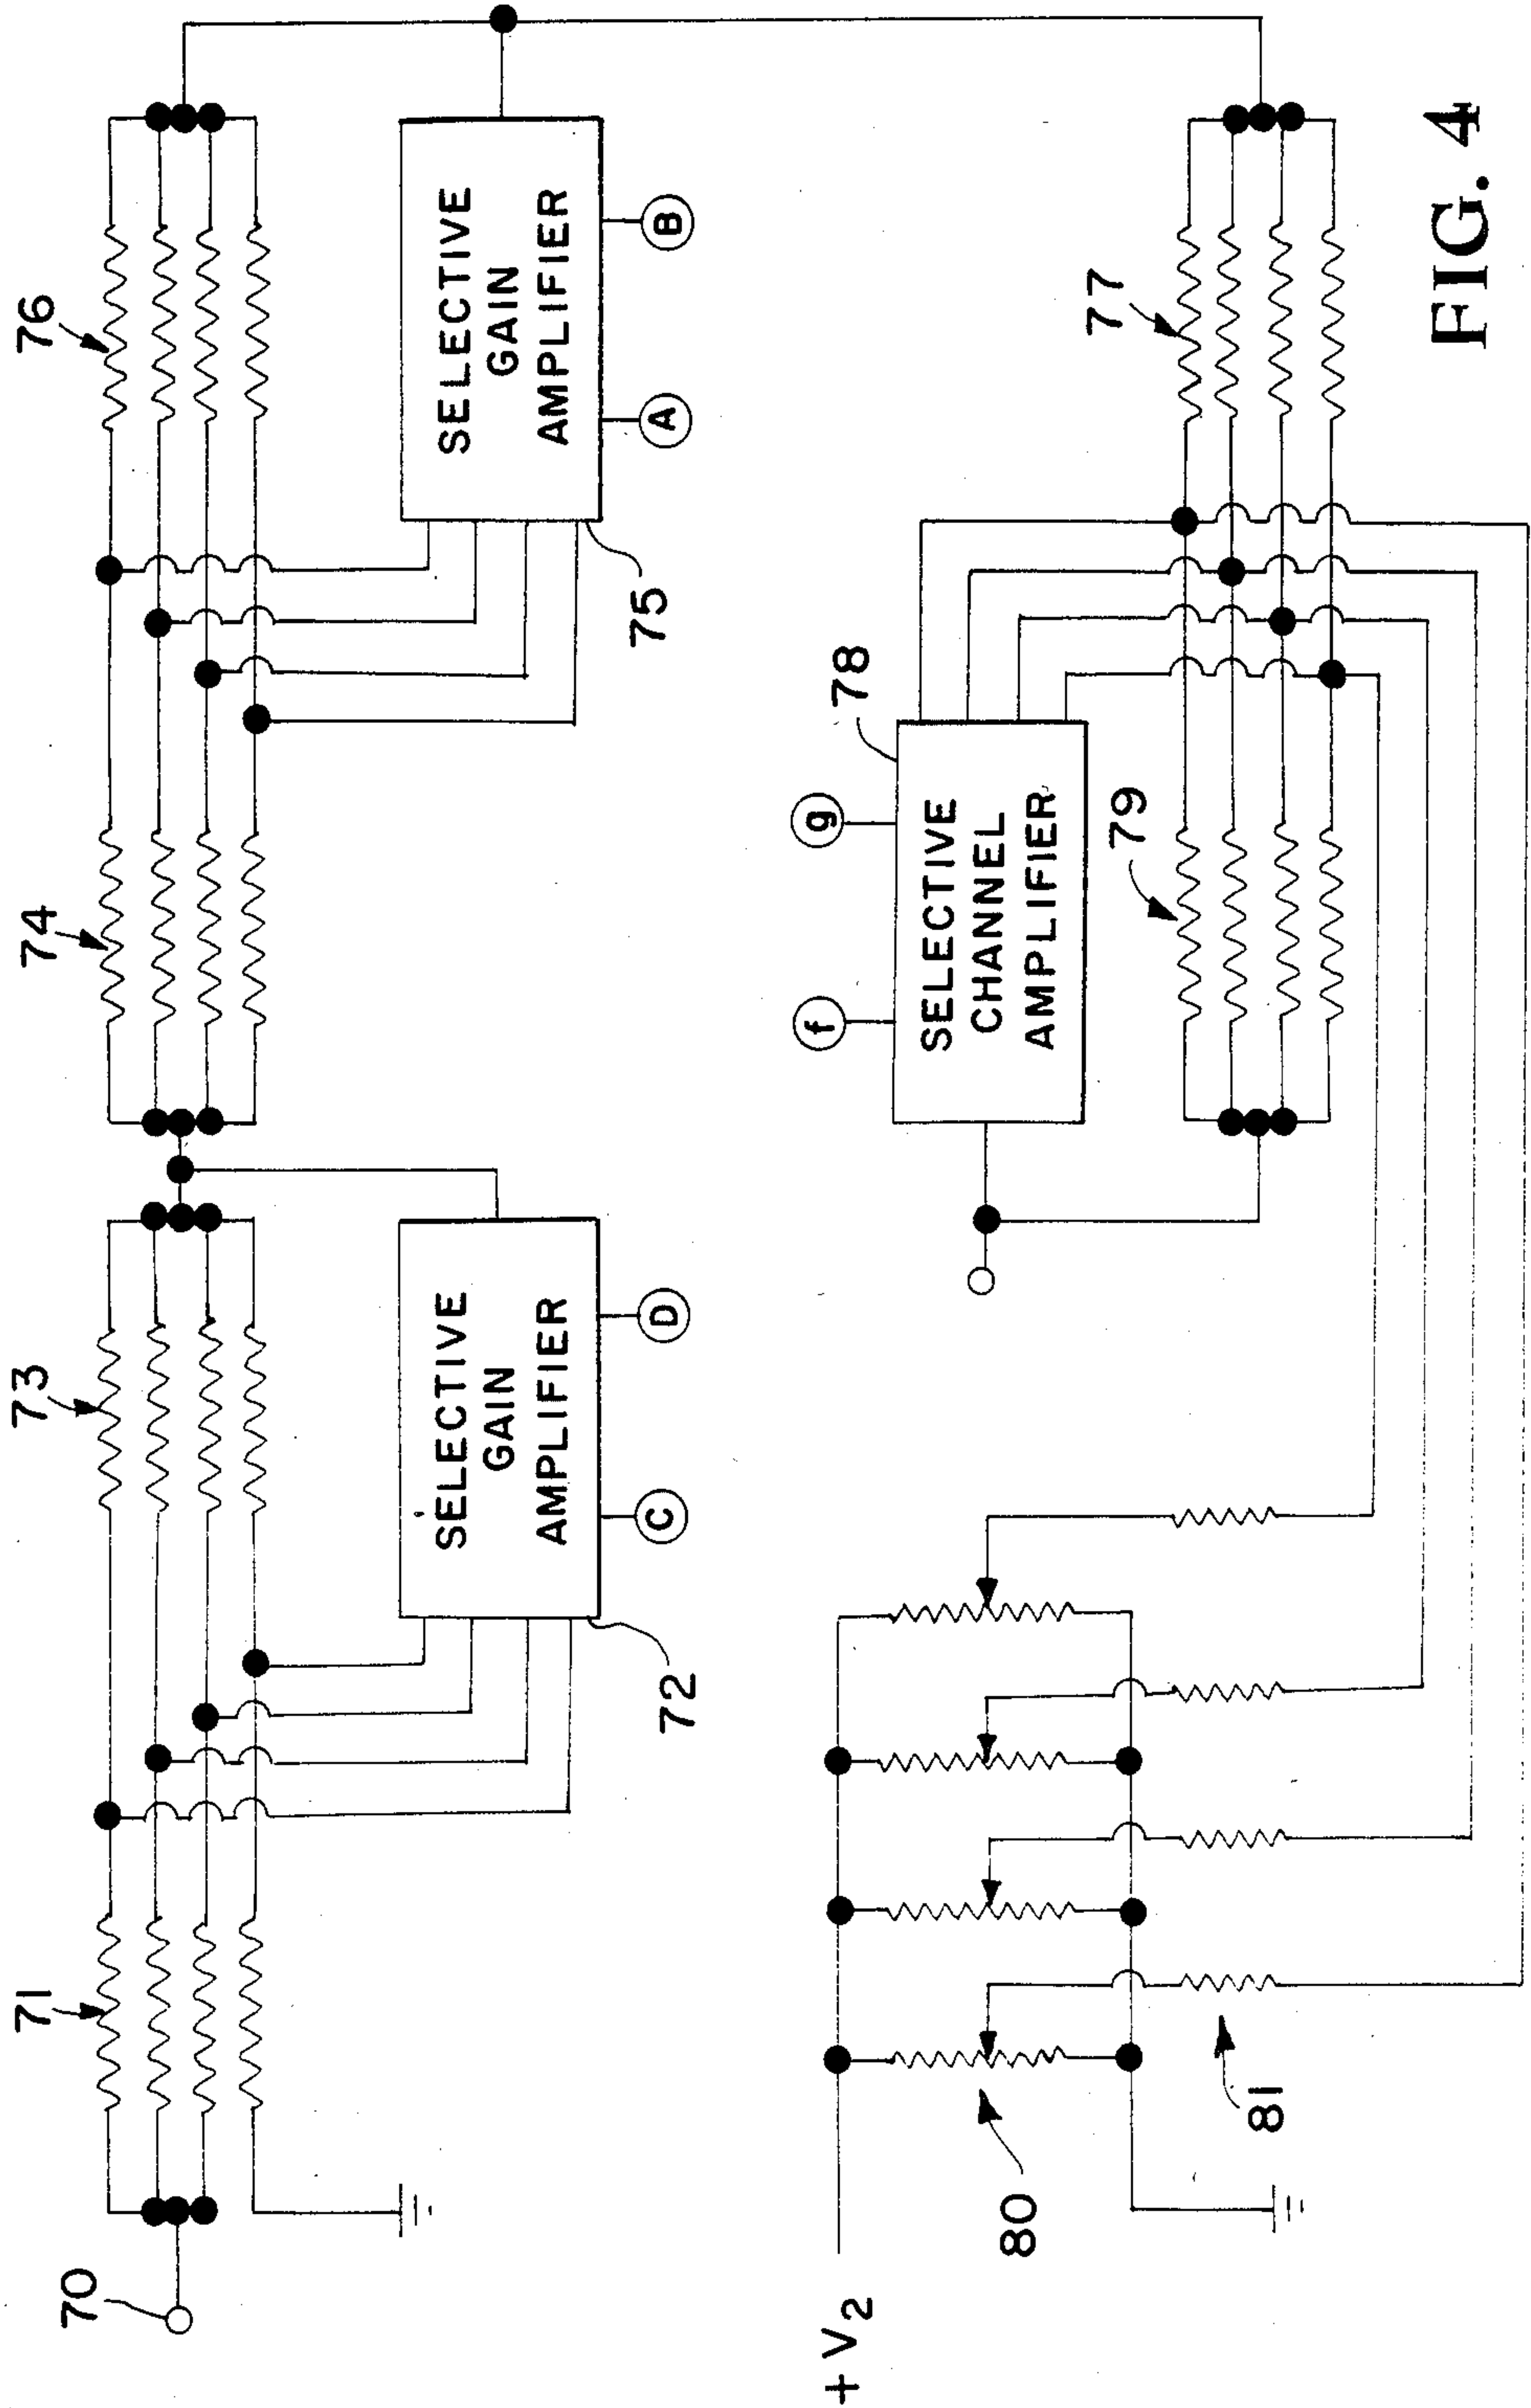 70
71
73
74
76
72
SELECTIVE
GAIN
AMPLIFIER
C
D
75
SELECTIVE
GAIN
AMPLIFIER
A
B
+V2
80
81
78
SELECTIVE
CHANNEL
AMPLIFIER
f
g
79
77
FIG. 4